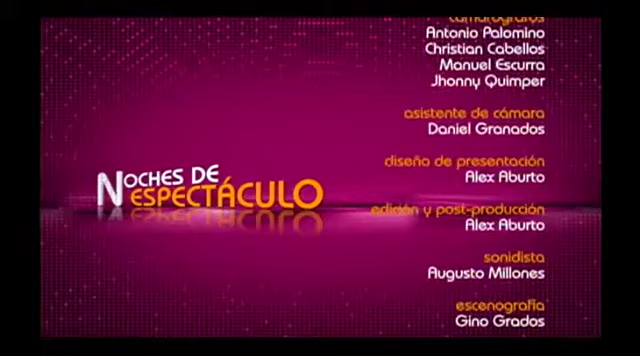 NOCHES DE
ESPECTÁCULO
camarógrafos
Antonio Palomino
Christian Cabellos
Manuel Escurra
Jhonny Quimper
asistente de cámara
Daniel Granados
diseño de presentación
Alex Aburto
edición y post-producción
Alex Aburto
sonidista
Augusto Millones
escenografía
Gino Grados